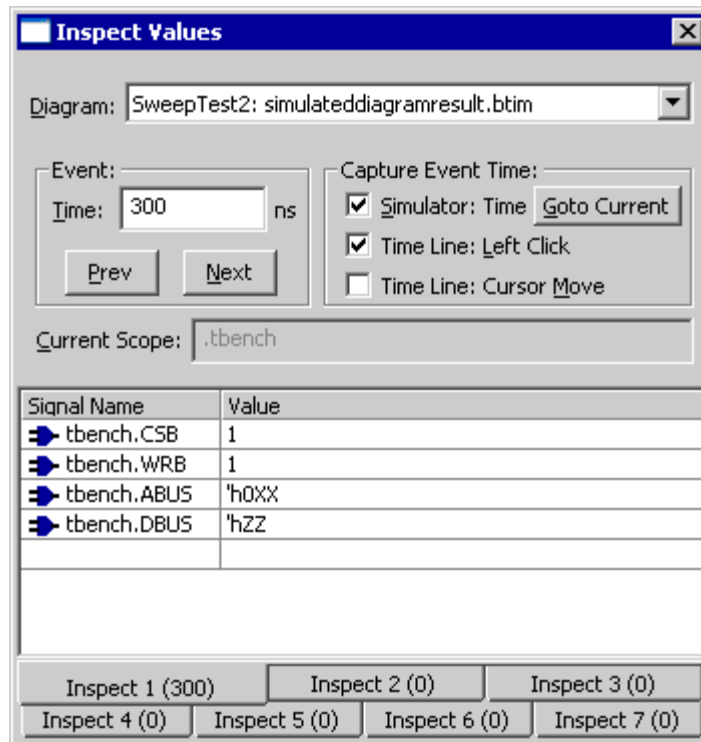 Inspect Values
Diagram: SweepTest2: simulateddiagramresult.btim
Event:
Time: 300 ns
Prev Next
Capture Event Time:
Simulator: Time Goto Current
Time Line: Left Click
Time Line: Cursor Move
Current Scope: .tbench
Signal Name Value
tbench.CSB 1
tbench.WRB 1
tbench.ABUS 'h0XX
tbench.DBUS 'hZZ
Inspect 1 (300) Inspect 2 (0) Inspect 3 (0)
Inspect 4 (0) Inspect 5 (0) Inspect 6 (0) Inspect 7 (0)